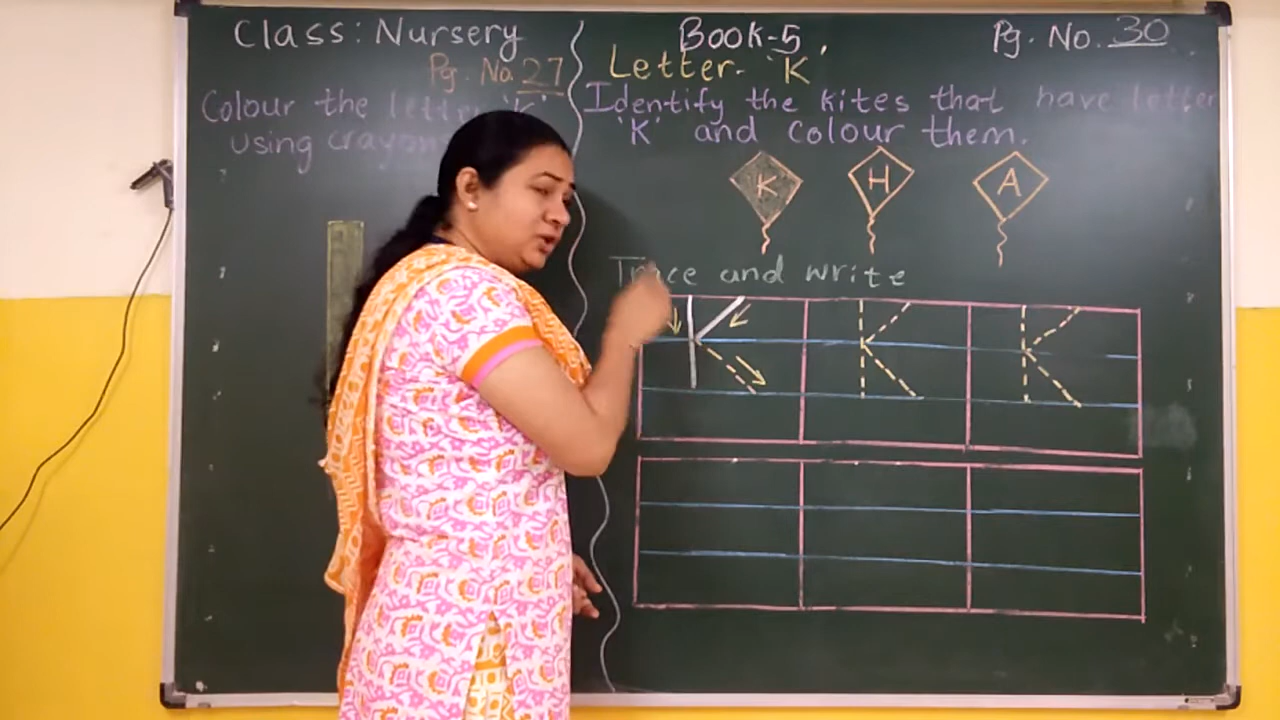 Class: Nursery
Pg. No. 27
Colour the letter 'K'
using crayons
Book-5,
Pg. No. 30
Letter- 'K'
Identify the kites that have letter
'K' and colour them.
K H A
Trace and write
K K K